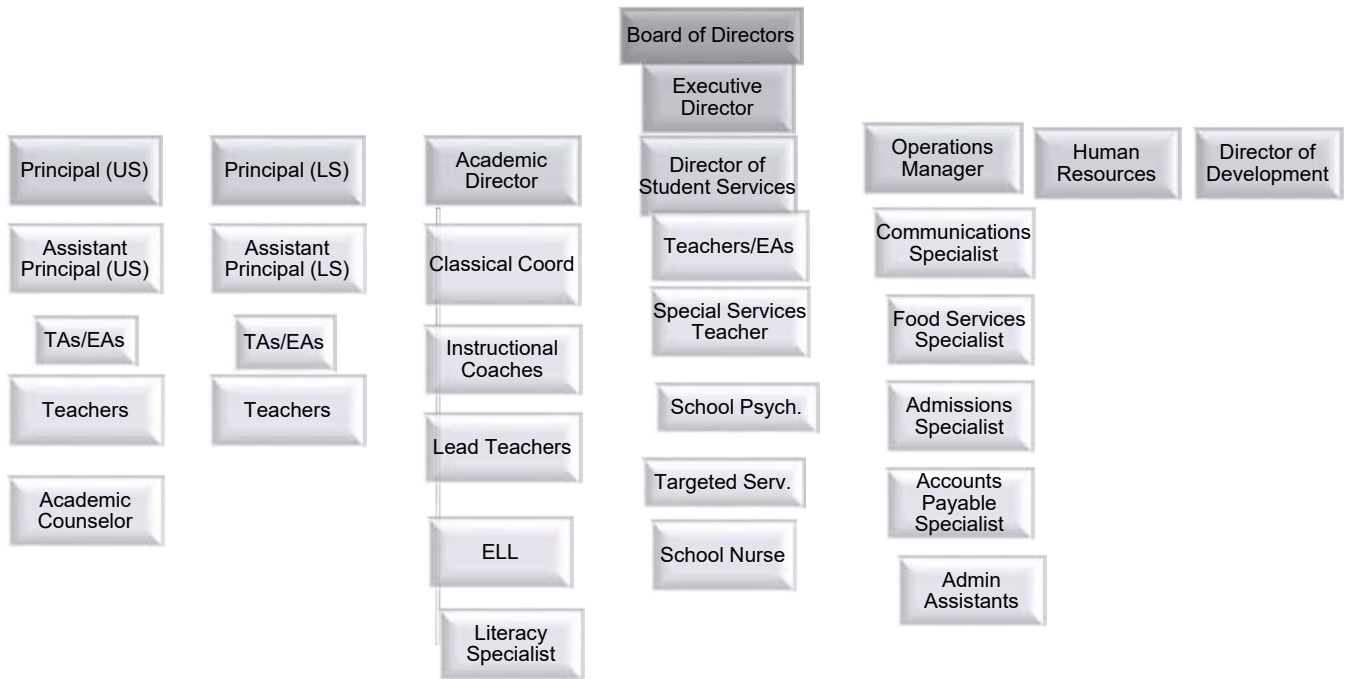 Board of Directors
Executive
Director
Principal (US)
Principal (LS)
Academic
Director
Director of
Student Services
Operations
Manager
Human
Resources
Director of
Development
Assistant
Principal (US)
TAs/EAs
Teachers
Academic
Counselor
Assistant
Principal (LS)
TAs/EAs
Teachers
Classical Coord
Instructional
Coaches
Lead Teachers
ELL
Literacy
Specialist
Teachers/EAs
Special Services
Teacher
School Psych.
Targeted Serv.
School Nurse
Communications
Specialist
Food Services
Specialist
Admissions
Specialist
Accounts
Payable
Specialist
Admin
Assistants